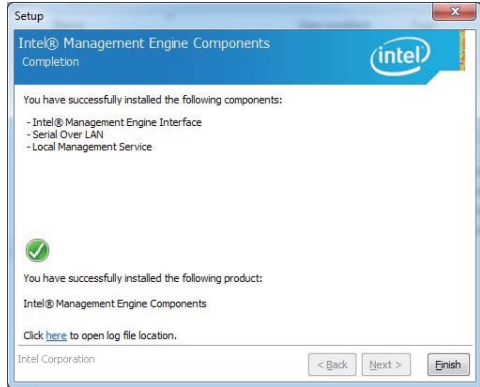 Setup
Intel® Management Engine Components
Completion
intel
You have successfully installed the following components:
- Intel® Management Engine Interface
- Serial Over LAN
- Local Management Service
You have successfully installed the following product:
Intel® Management Engine Components
Click here to open log file location.
Intel Corporation
< Back
Next >
Finish